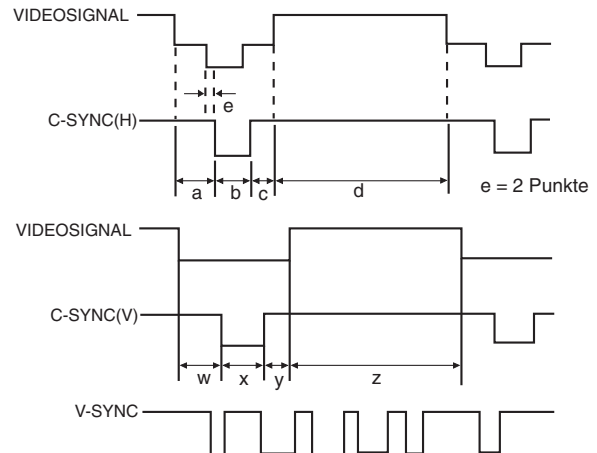 VIDEOSIGNAL
e
C-SYNC(H)
a b c d
e = 2 Punkte
VIDEOSIGNAL
C-SYNC(V)
w x y z
V-SYNC